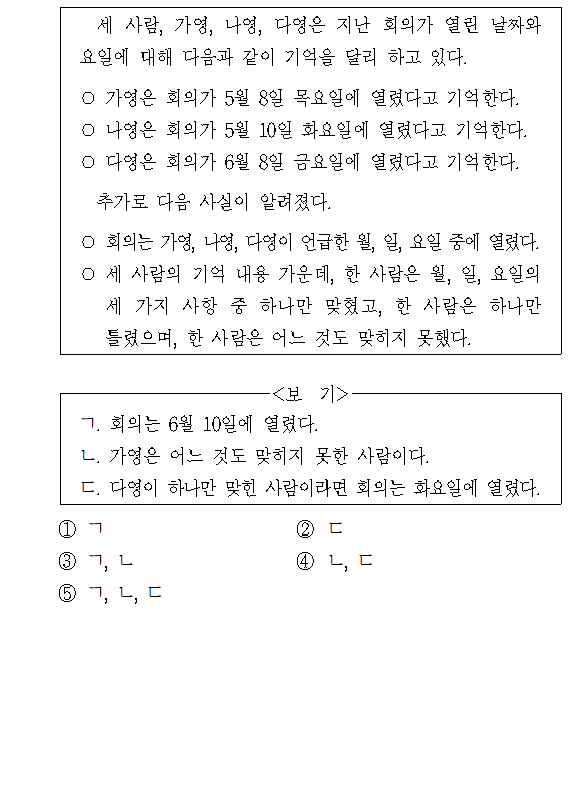 세 사람, 가영, 나영, 다영은 지난 회의가 열린 날짜와
요일에 대해 다음과 같이 기억을 달리 하고 있다.
○ 가영은 회의가 5월 8일 목요일에 열렸다고 기억한다.
○ 나영은 회의가 5월 10일 화요일에 열렸다고 기억한다.
○ 다영은 회의가 6월 8일 금요일에 열렸다고 기억한다.
추가로 다음 사실이 알려졌다.
○ 회의는 가영, 나영, 다영이 언급한 월, 일, 요일 중에 열렸다.
○ 세 사람의 기억 내용 가운데, 한 사람은 월, 일, 요일의
세 가지 사항 중 하나만 맞혔고, 한 사람은 하나만
틀렸으며, 한 사람은 어느 것도 맞히지 못했다.
<보 기>
ㄱ. 회의는 6월 10일에 열렸다.
ㄴ. 가영은 어느 것도 맞히지 못한 사람이다.
ㄷ. 다영이 하나만 맞힌 사람이라면 회의는 화요일에 열렸다.
① ㄱ ② ㄷ
③ ㄱ, ㄴ ④ ㄴ, ㄷ
⑤ ㄱ, ㄴ, ㄷ